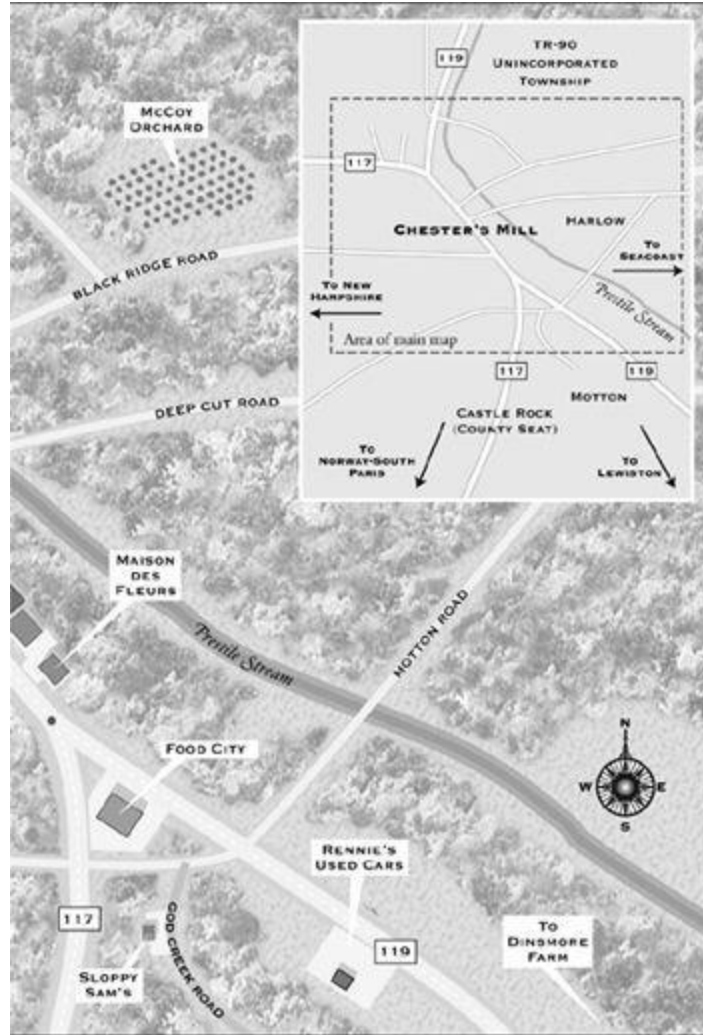 McCoy
Orchard
Black Ridge Road
Deep Cut Road
119
TR-90
Unincorporated
Township
117
Chester's Mill
Harlow
To
Seacoast
To New
Hampshire
Prestile Stream
Area of main map
117
119
Motton
Castle Rock
(County Seat)
To
Norway-South
Paris
To
Lewiston
Maison
des
Fleurs
Prestile Stream
Motton Road
Food City
N
W
E
S
Rennie's
Used Cars
117
God Creek Road
119
Sloppy
Sam's
To
Dinsmore
Farm